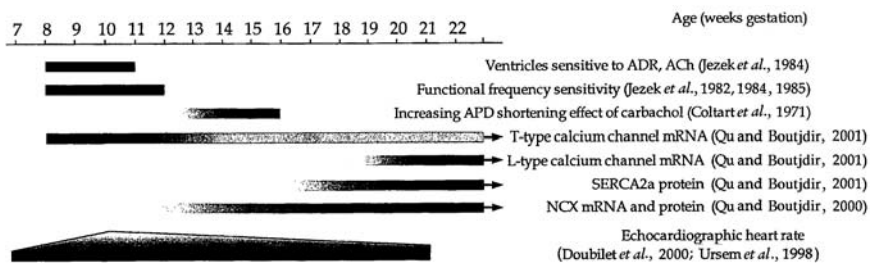 Age (weeks gestation)
7 8 9 10 11 12 13 14 15 16 17 18 19 20 21 22
Ventricles sensitive to ADR, ACh (Jezek et al., 1984)
Functional frequency sensitivity (Jezek et al., 1982, 1984, 1985)
Increasing APD shortening effect of carbachol (Coltart et al., 1971)
T-type calcium channel mRNA (Qu and Boutjdir, 2001)
L-type calcium channel mRNA (Qu and Boutjdir, 2001)
SERCA2a protein (Qu and Boutjdir, 2001)
NCX mRNA and protein (Qu and Boutjdir, 2000)
Echocardiographic heart rate
(Doubilet et al., 2000; Ursem et al., 1998)